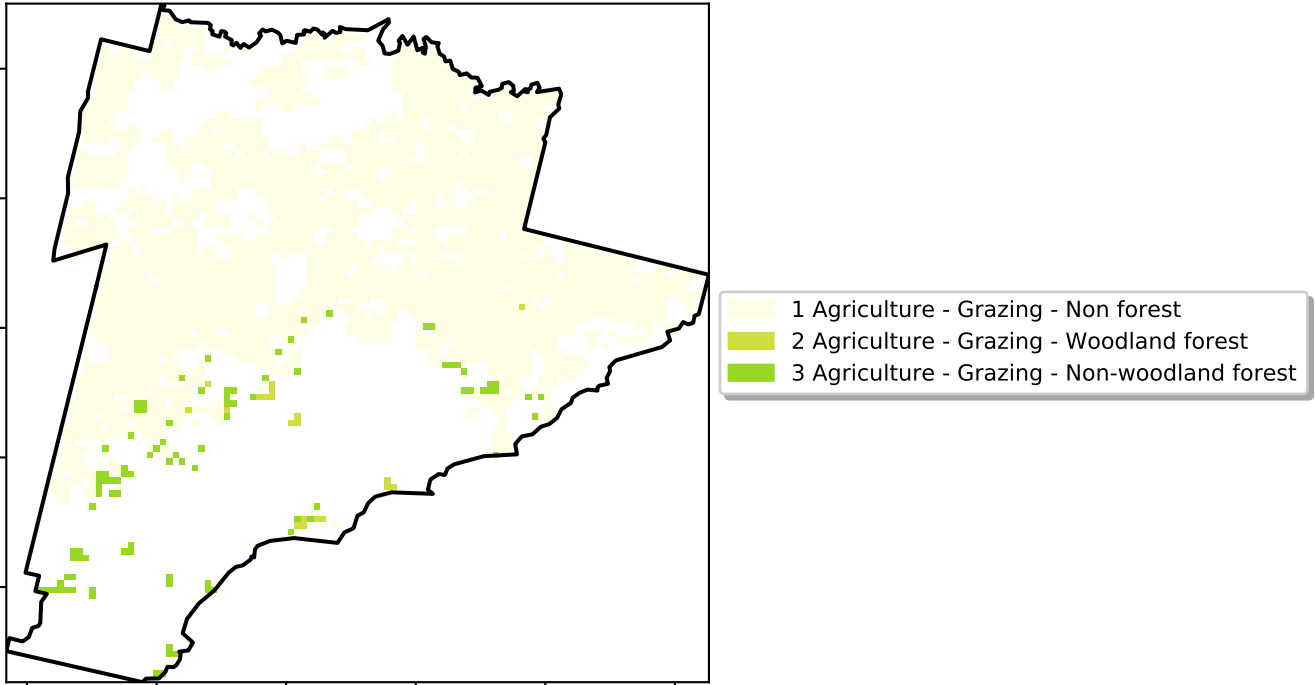 1 Agriculture - Grazing - Non forest
2 Agriculture - Grazing - Woodland forest
3 Agriculture - Grazing - Non-woodland forest